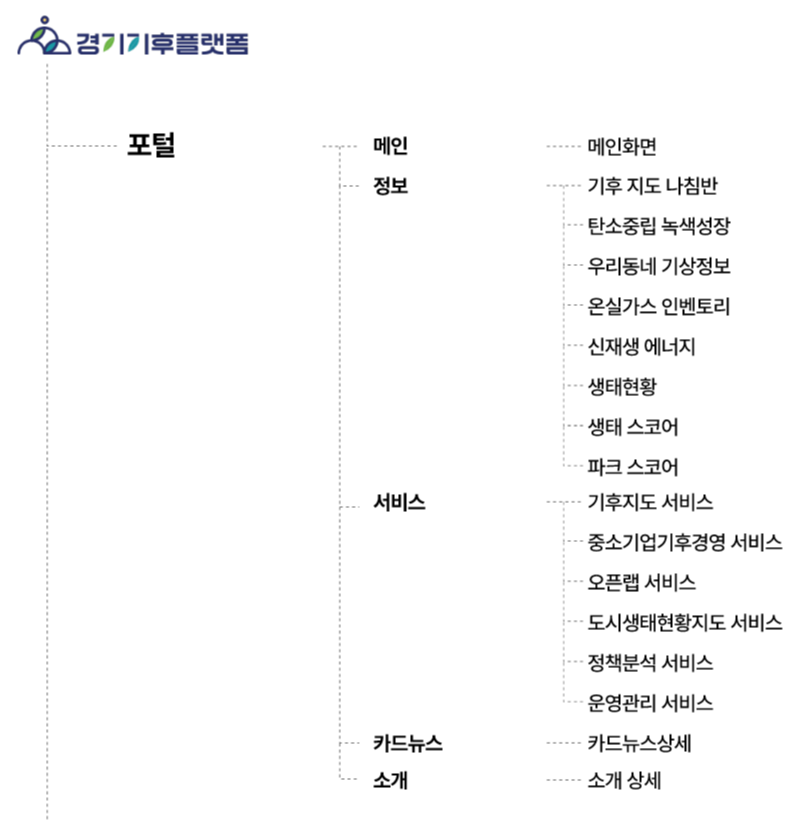 경기기후플랫폼
포털 메인 메인화면
정보 기후 지도 나침반
탄소중립 녹색성장
우리동네 기상정보
온실가스 인벤토리
신재생 에너지
생태현황
생태 스코어
파크 스코어
서비스 기후지도 서비스
중소기업기후경영 서비스
오픈랩 서비스
도시생태현황지도 서비스
정책분석 서비스
운영관리 서비스
카드뉴스 카드뉴스상세
소개 소개 상세